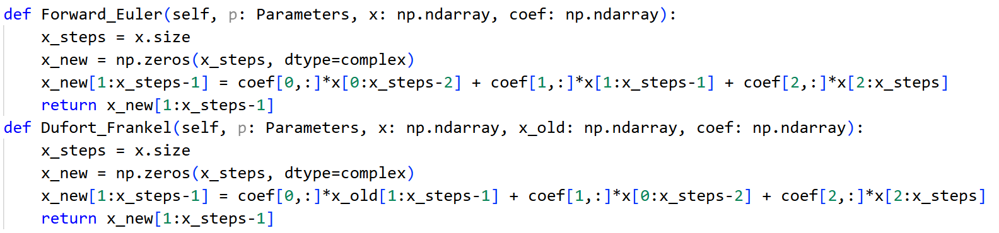 def Forward_Euler(self, p: Parameters, x: np.ndarray, coef: np.ndarray):
    x_steps = x.size
    x_new = np.zeros(x_steps, dtype=complex)
    x_new[1:x_steps-1] = coef[0,:]*x[0:x_steps-2] + coef[1,:]*x[1:x_steps-1] + coef[2,:]*x[2:x_steps]
    return x_new[1:x_steps-1]
def Dufort_Frankel(self, p: Parameters, x: np.ndarray, x_old: np.ndarray, coef: np.ndarray):
    x_steps = x.size
    x_new = np.zeros(x_steps, dtype=complex)
    x_new[1:x_steps-1] = coef[0,:]*x_old[1:x_steps-1] + coef[1,:]*x[0:x_steps-2] + coef[2,:]*x[2:x_steps]
    return x_new[1:x_steps-1]